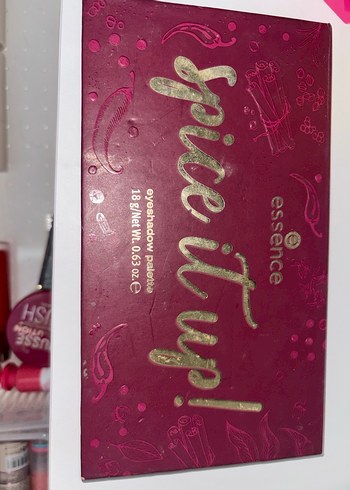 essence
spice it up!
eyeshadow palette
18 g/Net Wt. 0.63 oz. e